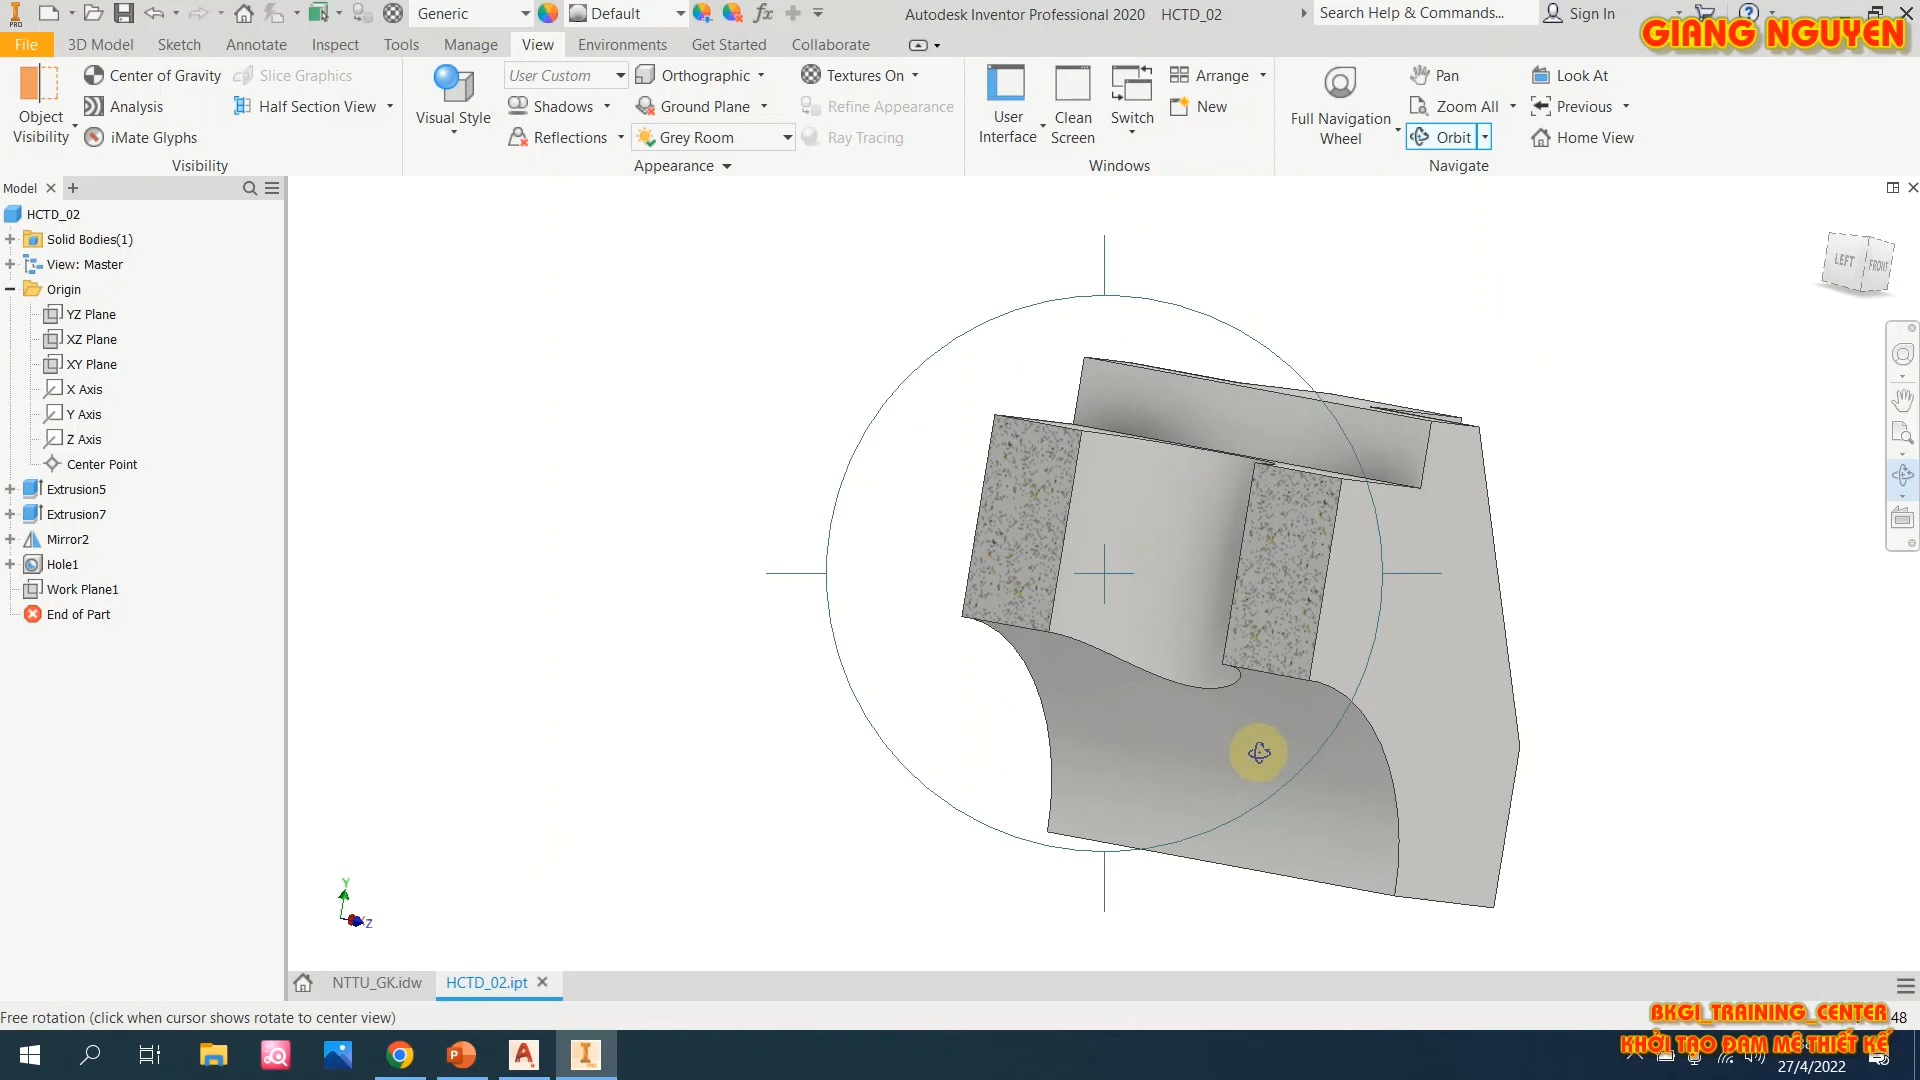 Generic
Default
Autodesk Inventor Professional 2020 HCTD_02
Search Help & Commands...
Sign In
GIANG NGUYEN
File 3D Model Sketch Annotate Inspect Tools Manage View Environments Get Started Collaborate
Object
Visibility
Center of Gravity
Analysis
iMate Glyphs
Slice Graphics
Half Section View
Visibility
Visual Style
User Custom
Shadows
Reflections
Orthographic
Ground Plane
Grey Room
Textures On
Refine Appearance
Ray Tracing
Appearance
User
Interface
Clean
Screen
Switch
Arrange
New
Windows
Full Navigation
Wheel
Pan
Zoom All
Orbit
Look At
Previous
Home View
Navigate
Model
HCTD_02
Solid Bodies(1)
View: Master
Origin
YZ Plane
XZ Plane
XY Plane
X Axis
Y Axis
Z Axis
Center Point
Extrusion5
Extrusion7
Mirror2
Hole1
Work Plane1
End of Part
LEFT FRONT
Y
Z
NTTU_GK.idw HCTD_02.ipt
Free rotation (click when cursor shows rotate to center view)
BKGI_TRAINING_CENTER
48
KHỞI TẠO ĐAM MÊ THIẾT KẾ
27/4/2022